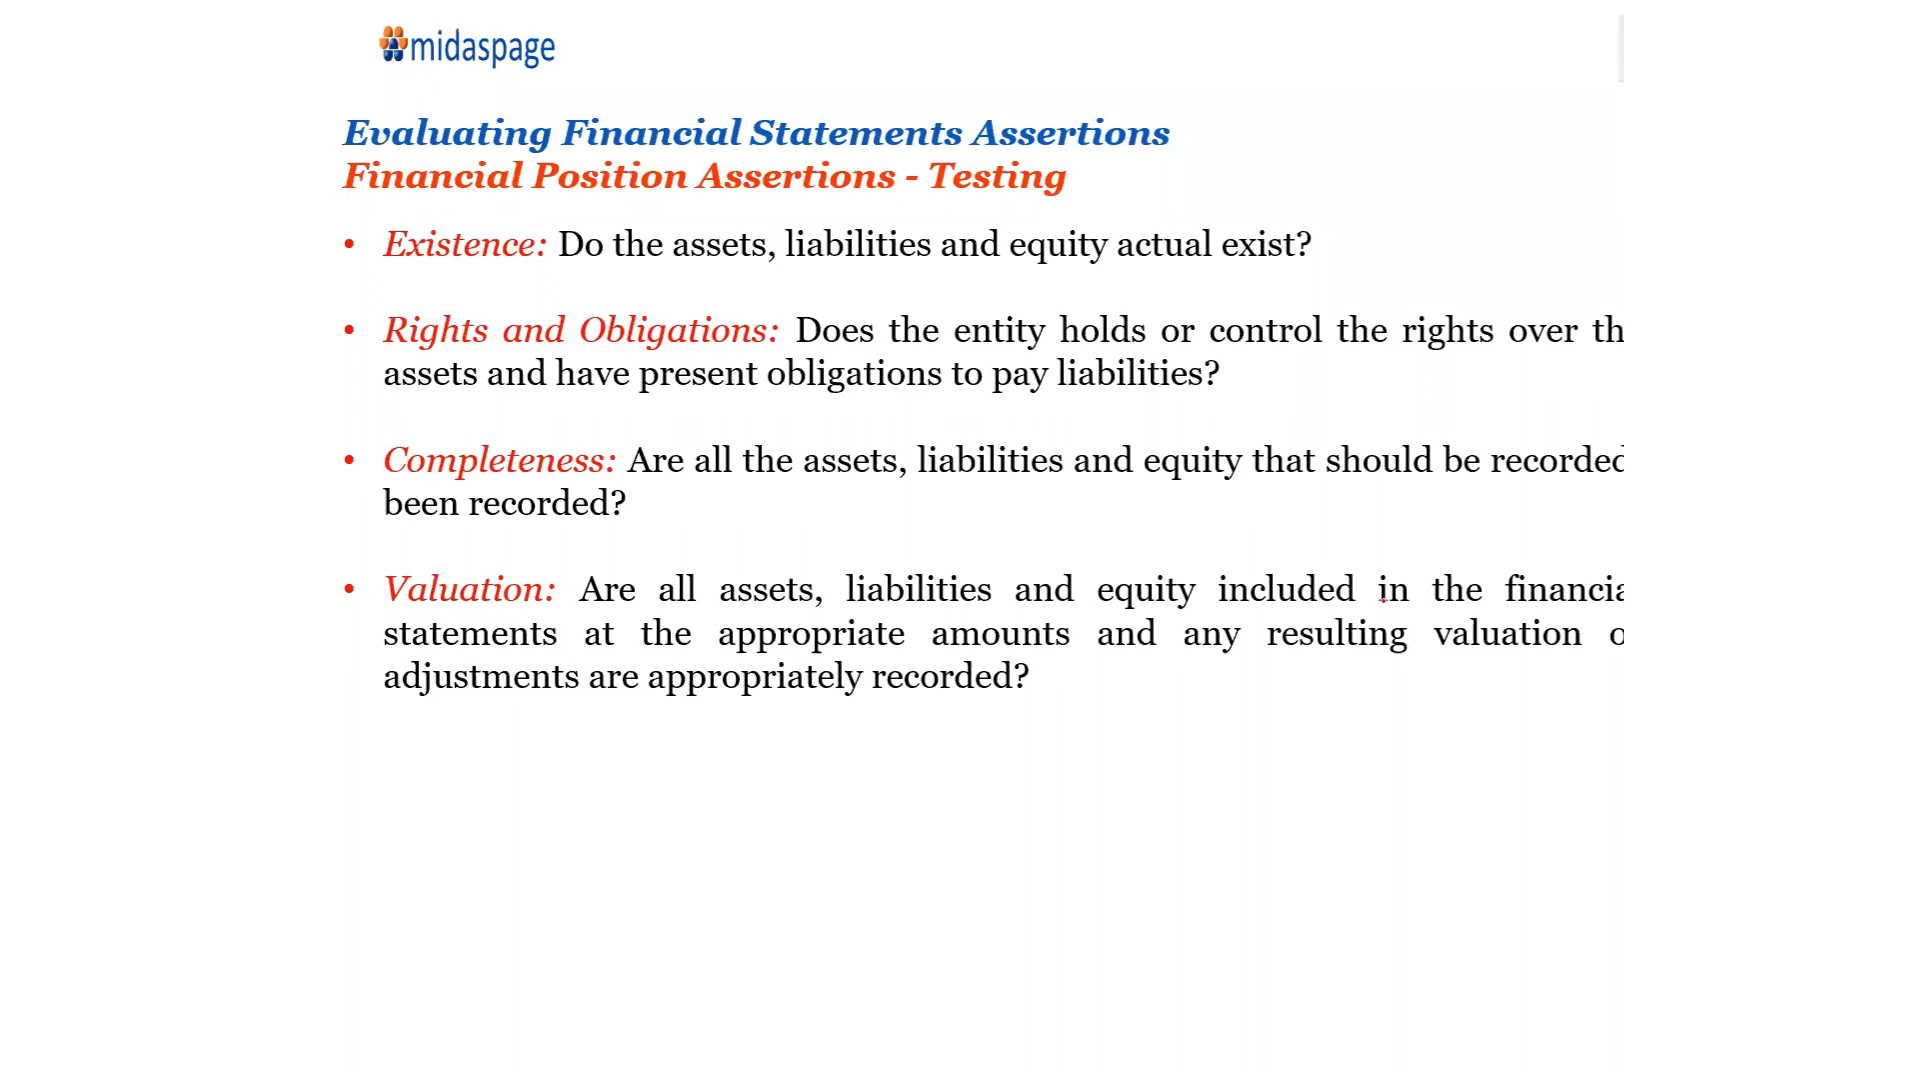 midaspage
Evaluating Financial Statements Assertions
Financial Position Assertions - Testing
• Existence: Do the assets, liabilities and equity actual exist?
• Rights and Obligations: Does the entity holds or control the rights over th
assets and have present obligations to pay liabilities?
• Completeness: Are all the assets, liabilities and equity that should be recorded
been recorded?
• Valuation: Are all assets, liabilities and equity included in the financia
statements at the appropriate amounts and any resulting valuation o
adjustments are appropriately recorded?